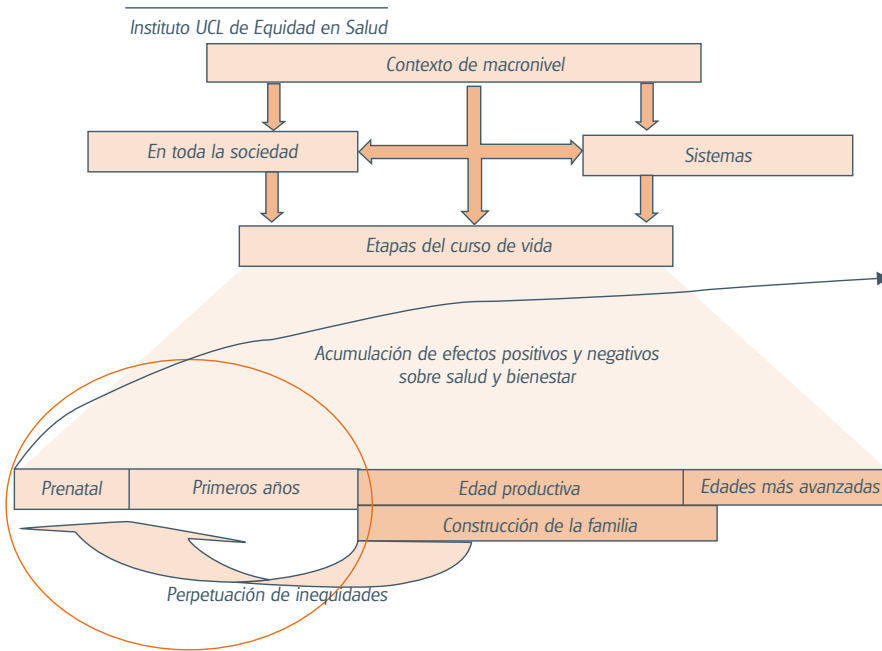 Instituto UCL de Equidad en Salud
Contexto de macronivel
En toda la sociedad
Sistemas
Etapas del curso de vida
Acumulación de efectos positivos y negativos
sobre salud y bienestar
Prenatal
Primeros años
Edad productiva
Edades más avanzadas
Construcción de la familia
Perpetuación de inequidades